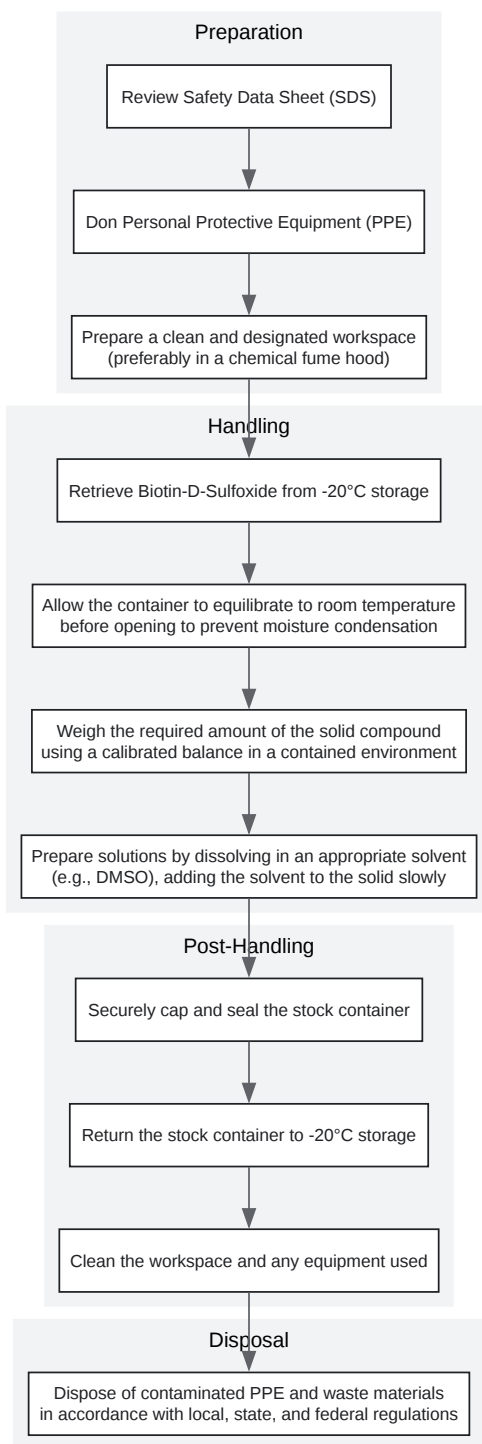 Preparation
Review Safety Data Sheet (SDS)
Don Personal Protective Equipment (PPE)
Prepare a clean and designated workspace
(preferably in a chemical fume hood)
Handling
Retrieve Biotin-D-Sulfoxide from -20°C storage
Allow the container to equilibrate to room temperature
before opening to prevent moisture condensation
Weigh the required amount of the solid compound
using a calibrated balance in a contained environment
Prepare solutions by dissolving in an appropriate solvent
(e.g., DMSO), adding the solvent to the solid slowly
Post-Handling
Securely cap and seal the stock container
Return the stock container to -20°C storage
Clean the workspace and any equipment used
Disposal
Dispose of contaminated PPE and waste materials
in accordance with local, state, and federal regulations